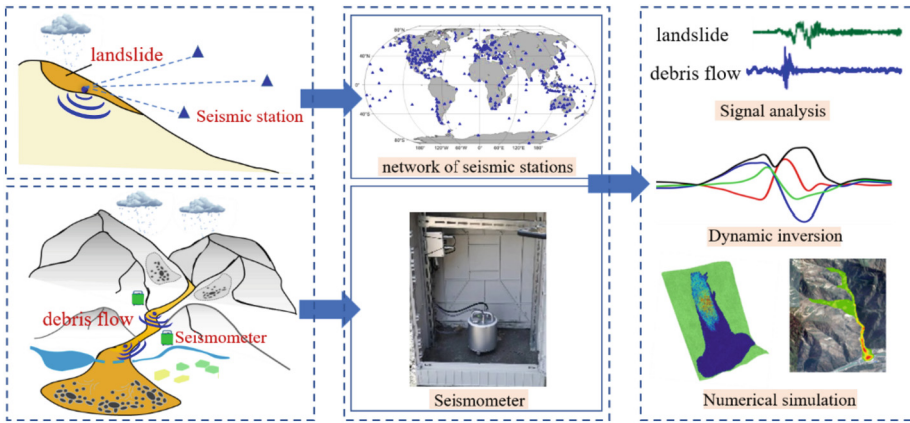 landslide
Seismic station
debris flow
Seismometer
network of seismic stations
Seismometer
landslide
debris flow
Signal analysis
Dynamic inversion
Numerical simulation